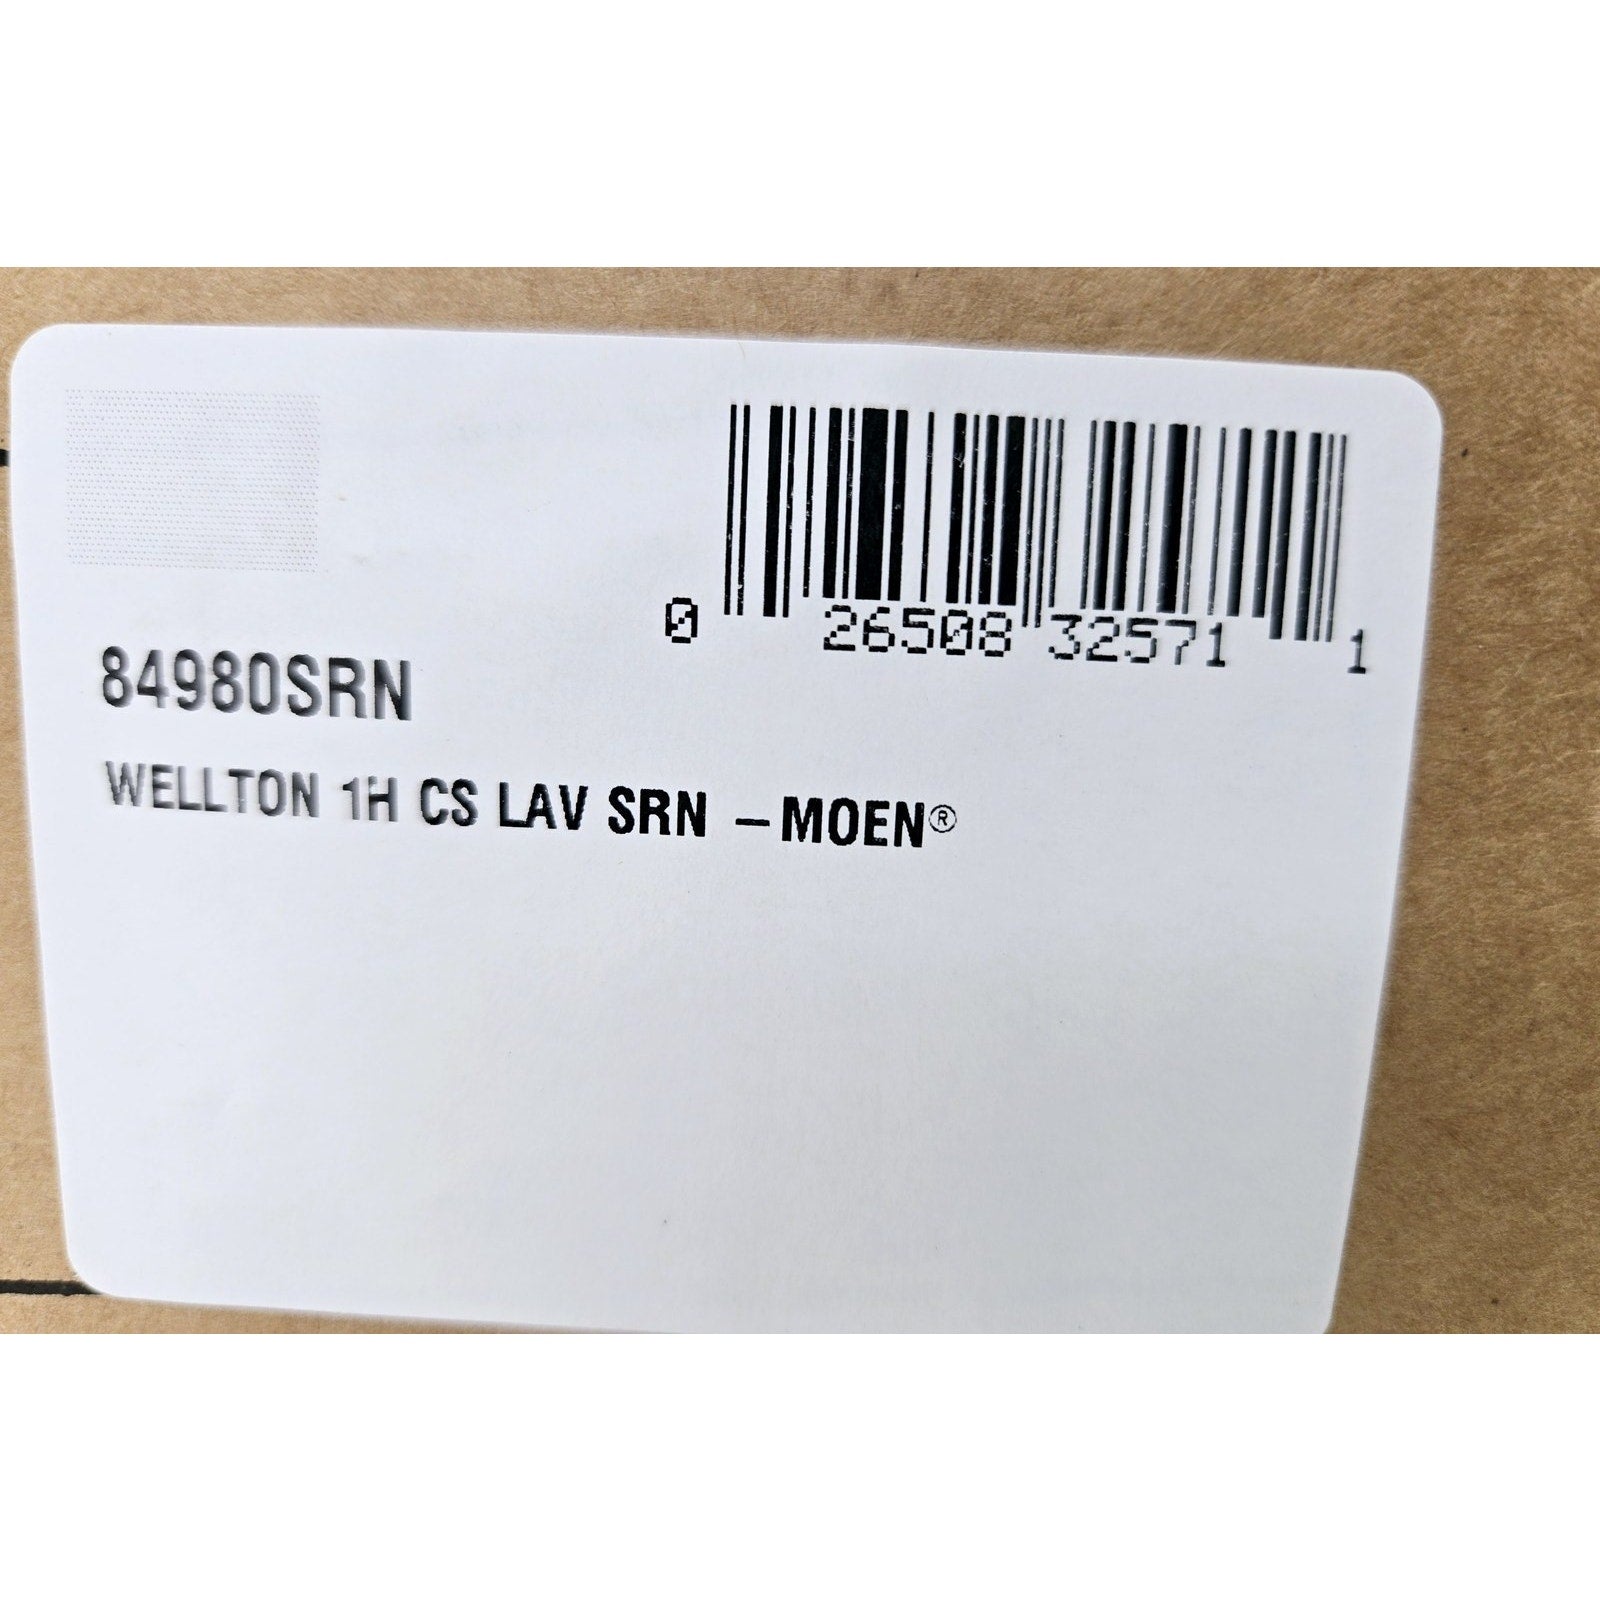 0 26508 32571 1
84980SRN
WELLTON 1H CS LAV SRN –MOEN®